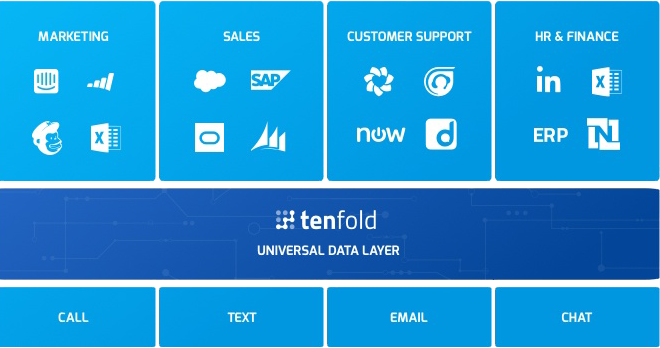 MARKETING
SALES
CUSTOMER SUPPORT
HR & FINANCE
SAP
in
X
X
now
d
ERP
N
tenfold
UNIVERSAL DATA LAYER
CALL
TEXT
EMAIL
CHAT